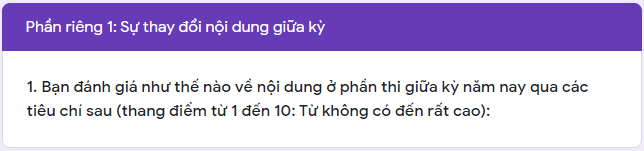 Phần riêng 1: Sự thay đổi nội dung giữa kỳ
1. Bạn đánh giá như thế nào về nội dung ở phần thi giữa kỳ năm nay qua các
tiêu chí sau (thang điểm từ 1 đến 10: Từ không có đến rất cao):